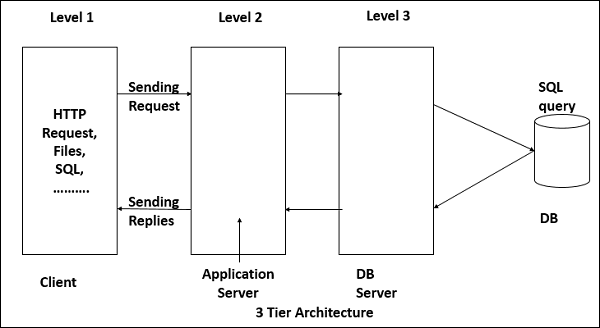 Level 1
Level 2
Level 3
HTTP
Request,
Files,
SQL,
..........
Sending
Request
Sending
Replies
SQL
query
DB
Client
Application
Server
DB
Server
3 Tier Architecture